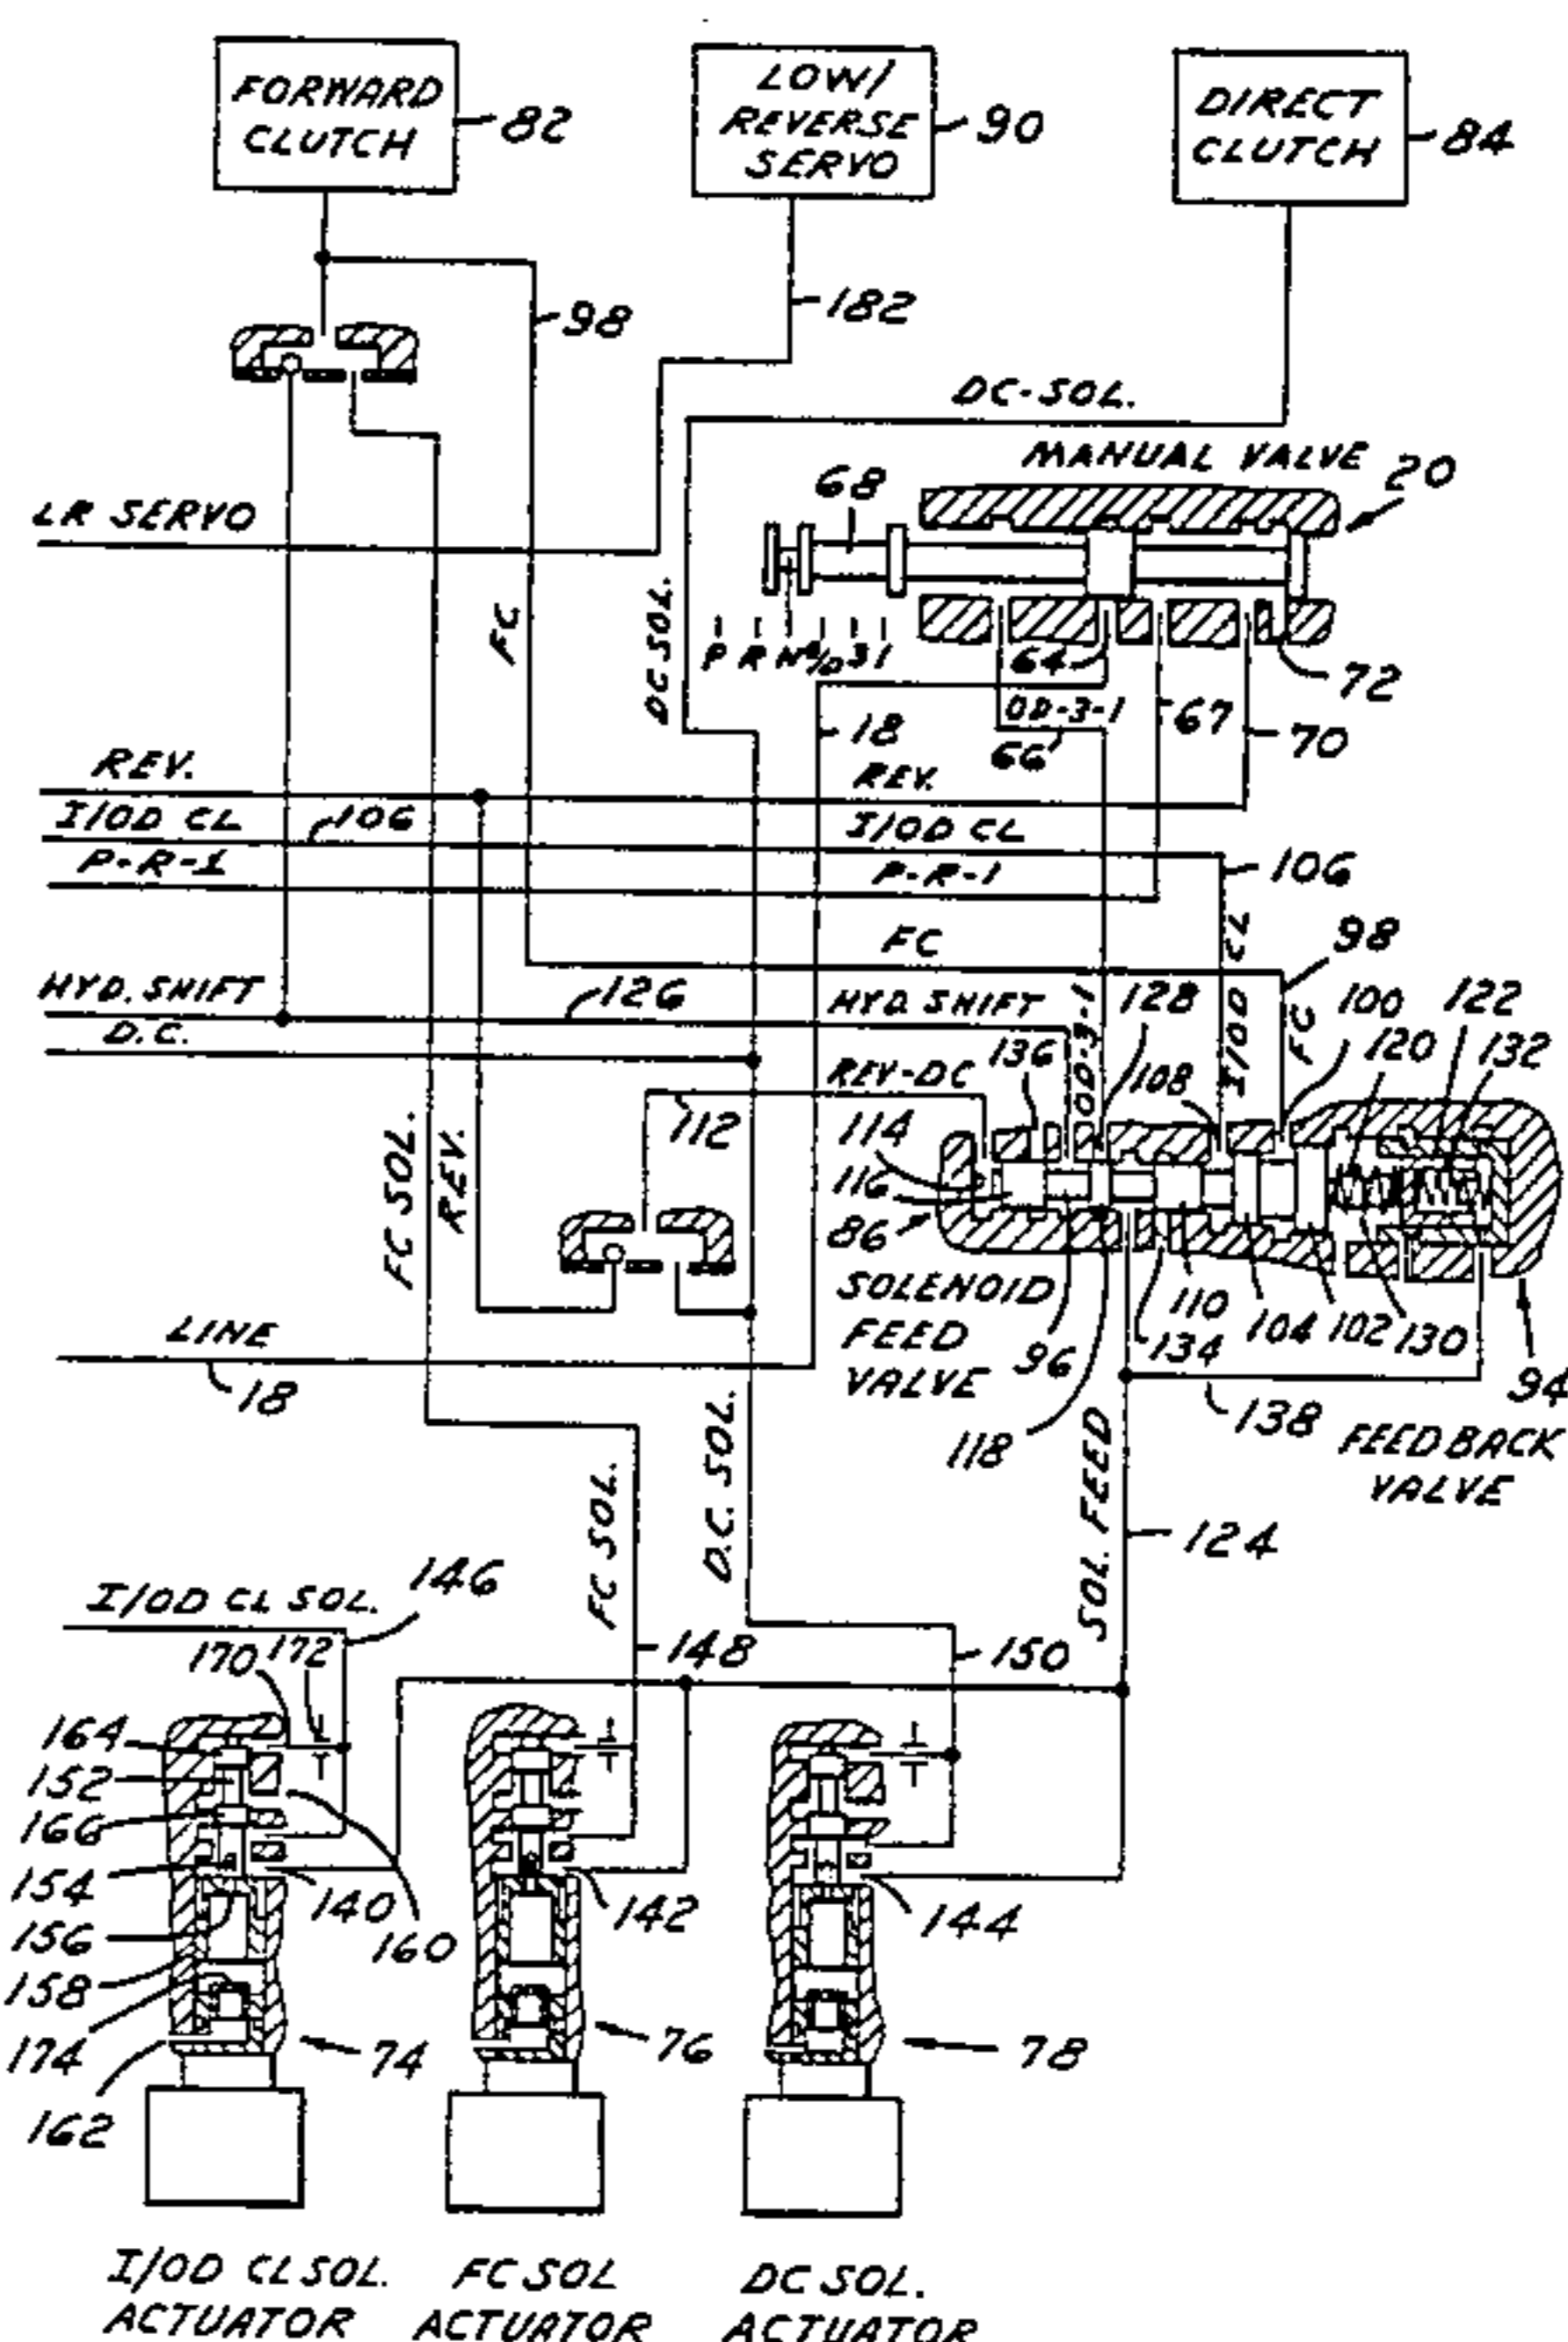 FORWARD
CLUTCH
82
LOW/
REVERSE
SERVO
90
DIRECT
CLUTCH
84
98
182
DC-SOL.
MANUAL VALVE
20
68
LR SERVO
FC
DC SOL.
P R N OD 3 1
64
72
OD-3-1
66
67
70
18
REV.
REV.
I/OD CL
106
I/OD CL
P-R-1
P-R-1
106
FC
98
HYD. SHIFT
126
HYD. SHIFT
D.C.
OD-3-1
128
I/OD CL
FC
100
122
120
132
136
108
REV-DC
112
114
116
86
FC SOL.
REV.
SOLENOID
FEED
VALVE
96
118
134
110
104
102
130
94
138
FEEDBACK
VALVE
LINE
18
FC SOL.
D.C. SOL.
SOL. FEED
124
I/OD CL SOL.
146
170
172
148
150
164
152
166
154
156
158
174
162
140
160
142
144
74
76
78
I/OD CL SOL.
ACTUATOR
FC SOL
ACTUATOR
DC SOL.
ACTUATOR